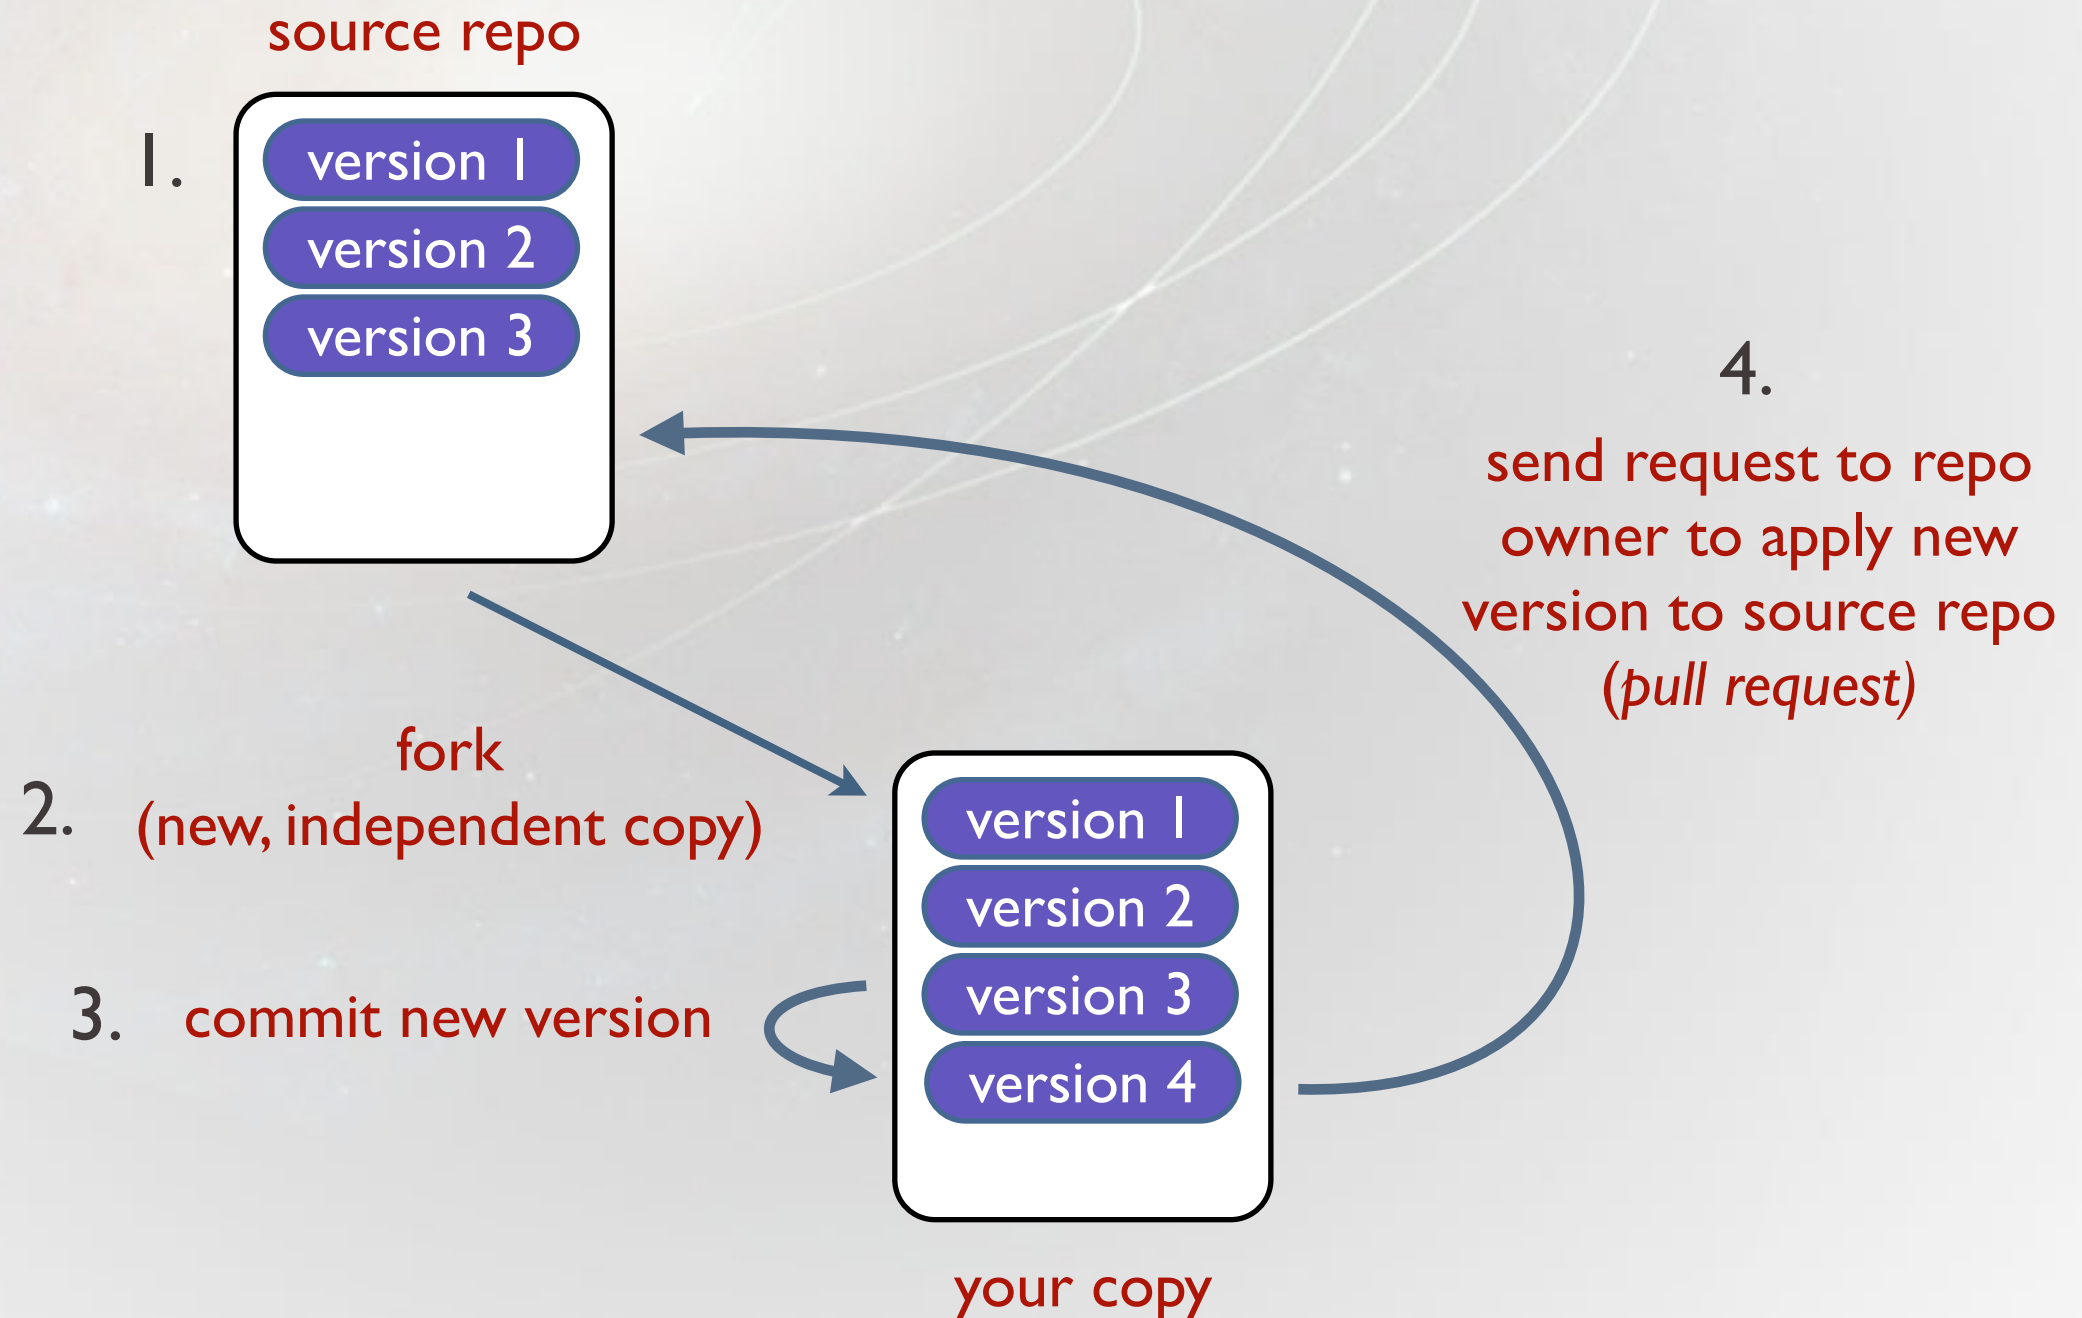 source repo
1.
version 1
version 2
version 3
2.
fork
(new, independent copy)
3.
commit new version
version 1
version 2
version 3
version 4
your copy
4.
send request to repo
owner to apply new
version to source repo
(pull request)